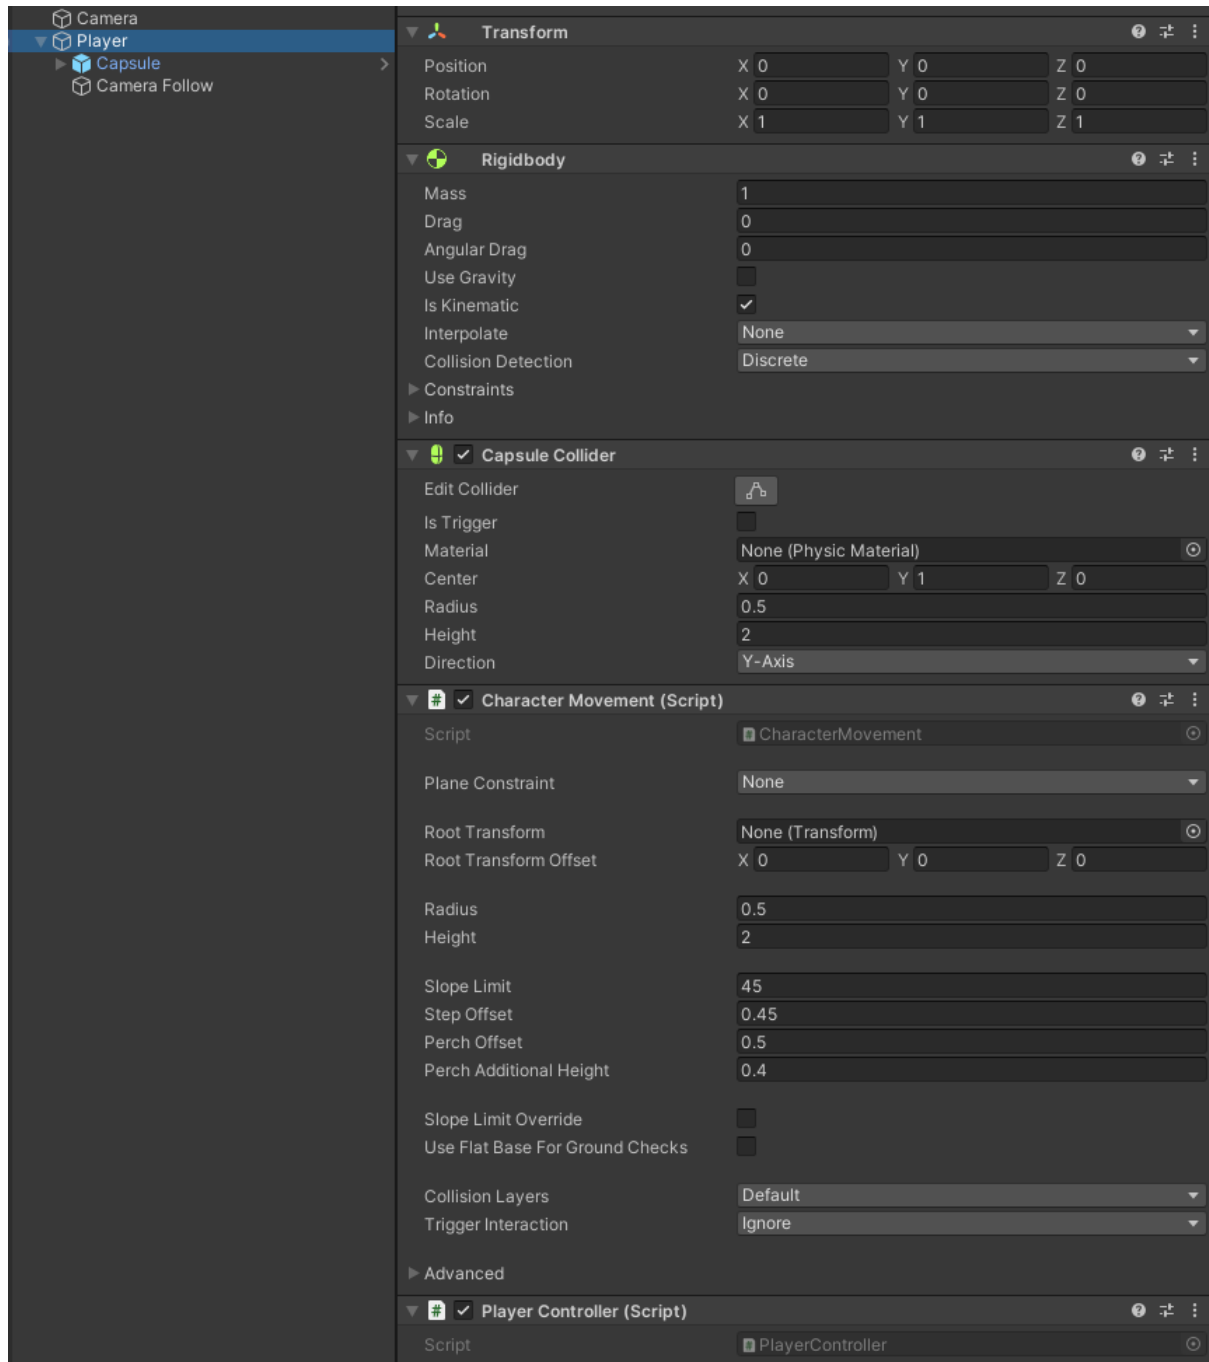 Camera
Player
Capsule
Camera Follow
Transform
Position X 0 Y 0 Z 0
Rotation X 0 Y 0 Z 0
Scale X 1 Y 1 Z 1
Rigidbody
Mass 1
Drag 0
Angular Drag 0
Use Gravity
Is Kinematic
Interpolate None
Collision Detection Discrete
Constraints
Info
Capsule Collider
Edit Collider
Is Trigger
Material None (Physic Material)
Center X 0 Y 1 Z 0
Radius 0.5
Height 2
Direction Y-Axis
# Character Movement (Script)
Script CharacterMovement
Plane Constraint None
Root Transform None (Transform)
Root Transform Offset X 0 Y 0 Z 0
Radius 0.5
Height 2
Slope Limit 45
Step Offset 0.45
Perch Offset 0.5
Perch Additional Height 0.4
Slope Limit Override
Use Flat Base For Ground Checks
Collision Layers Default
Trigger Interaction Ignore
Advanced
# Player Controller (Script)
Script PlayerController